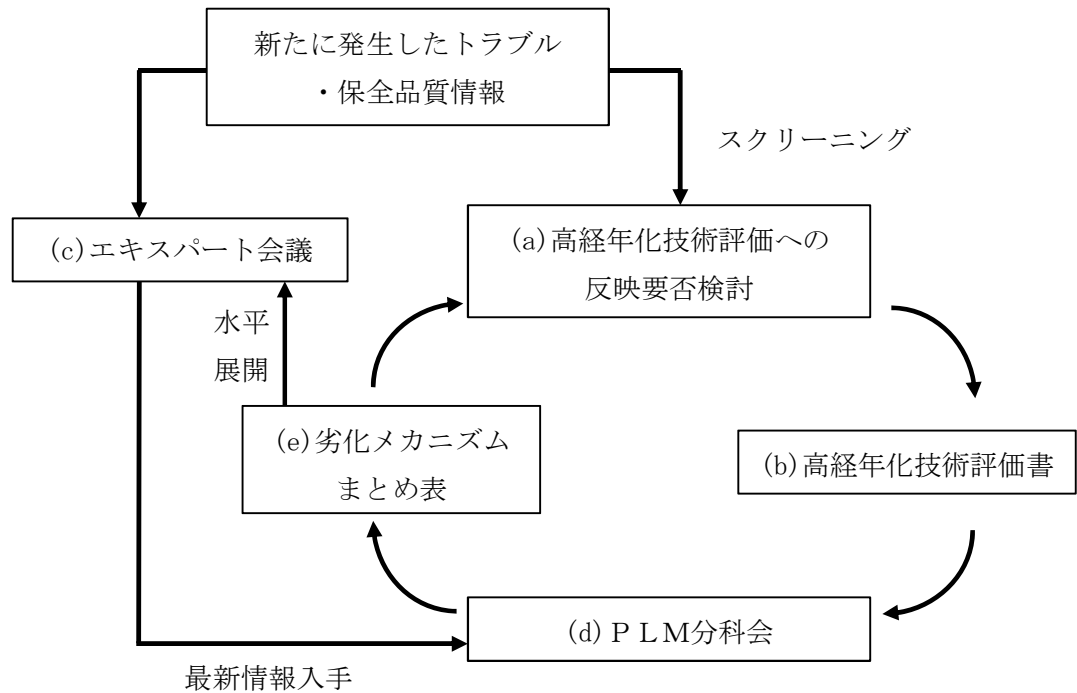 新たに発生したトラブル
・保全品質情報
スクリーニング
(c)エキスパート会議
(a)高経年化技術評価への
反映要否検討
水平
展開
(e)劣化メカニズム
まとめ表
(b)高経年化技術評価書
(d)ＰＬＭ分科会
最新情報入手